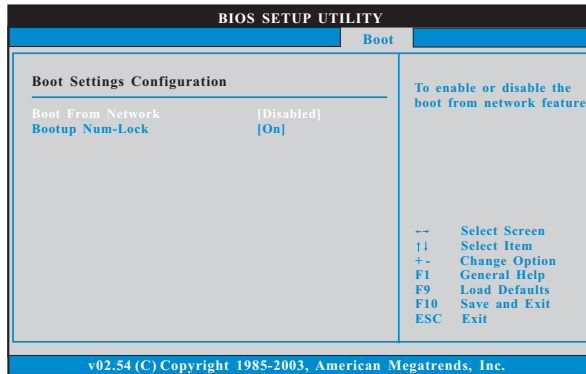 BIOS SETUP UTILITY
Boot
Boot Settings Configuration
Boot From Network [Disabled]
Bootup Num-Lock [On]
To enable or disable the
boot from network feature
←→ Select Screen
↑↓ Select Item
+ - Change Option
F1 General Help
F9 Load Defaults
F10 Save and Exit
ESC Exit
v02.54 (C) Copyright 1985-2003, American Megatrends, Inc.